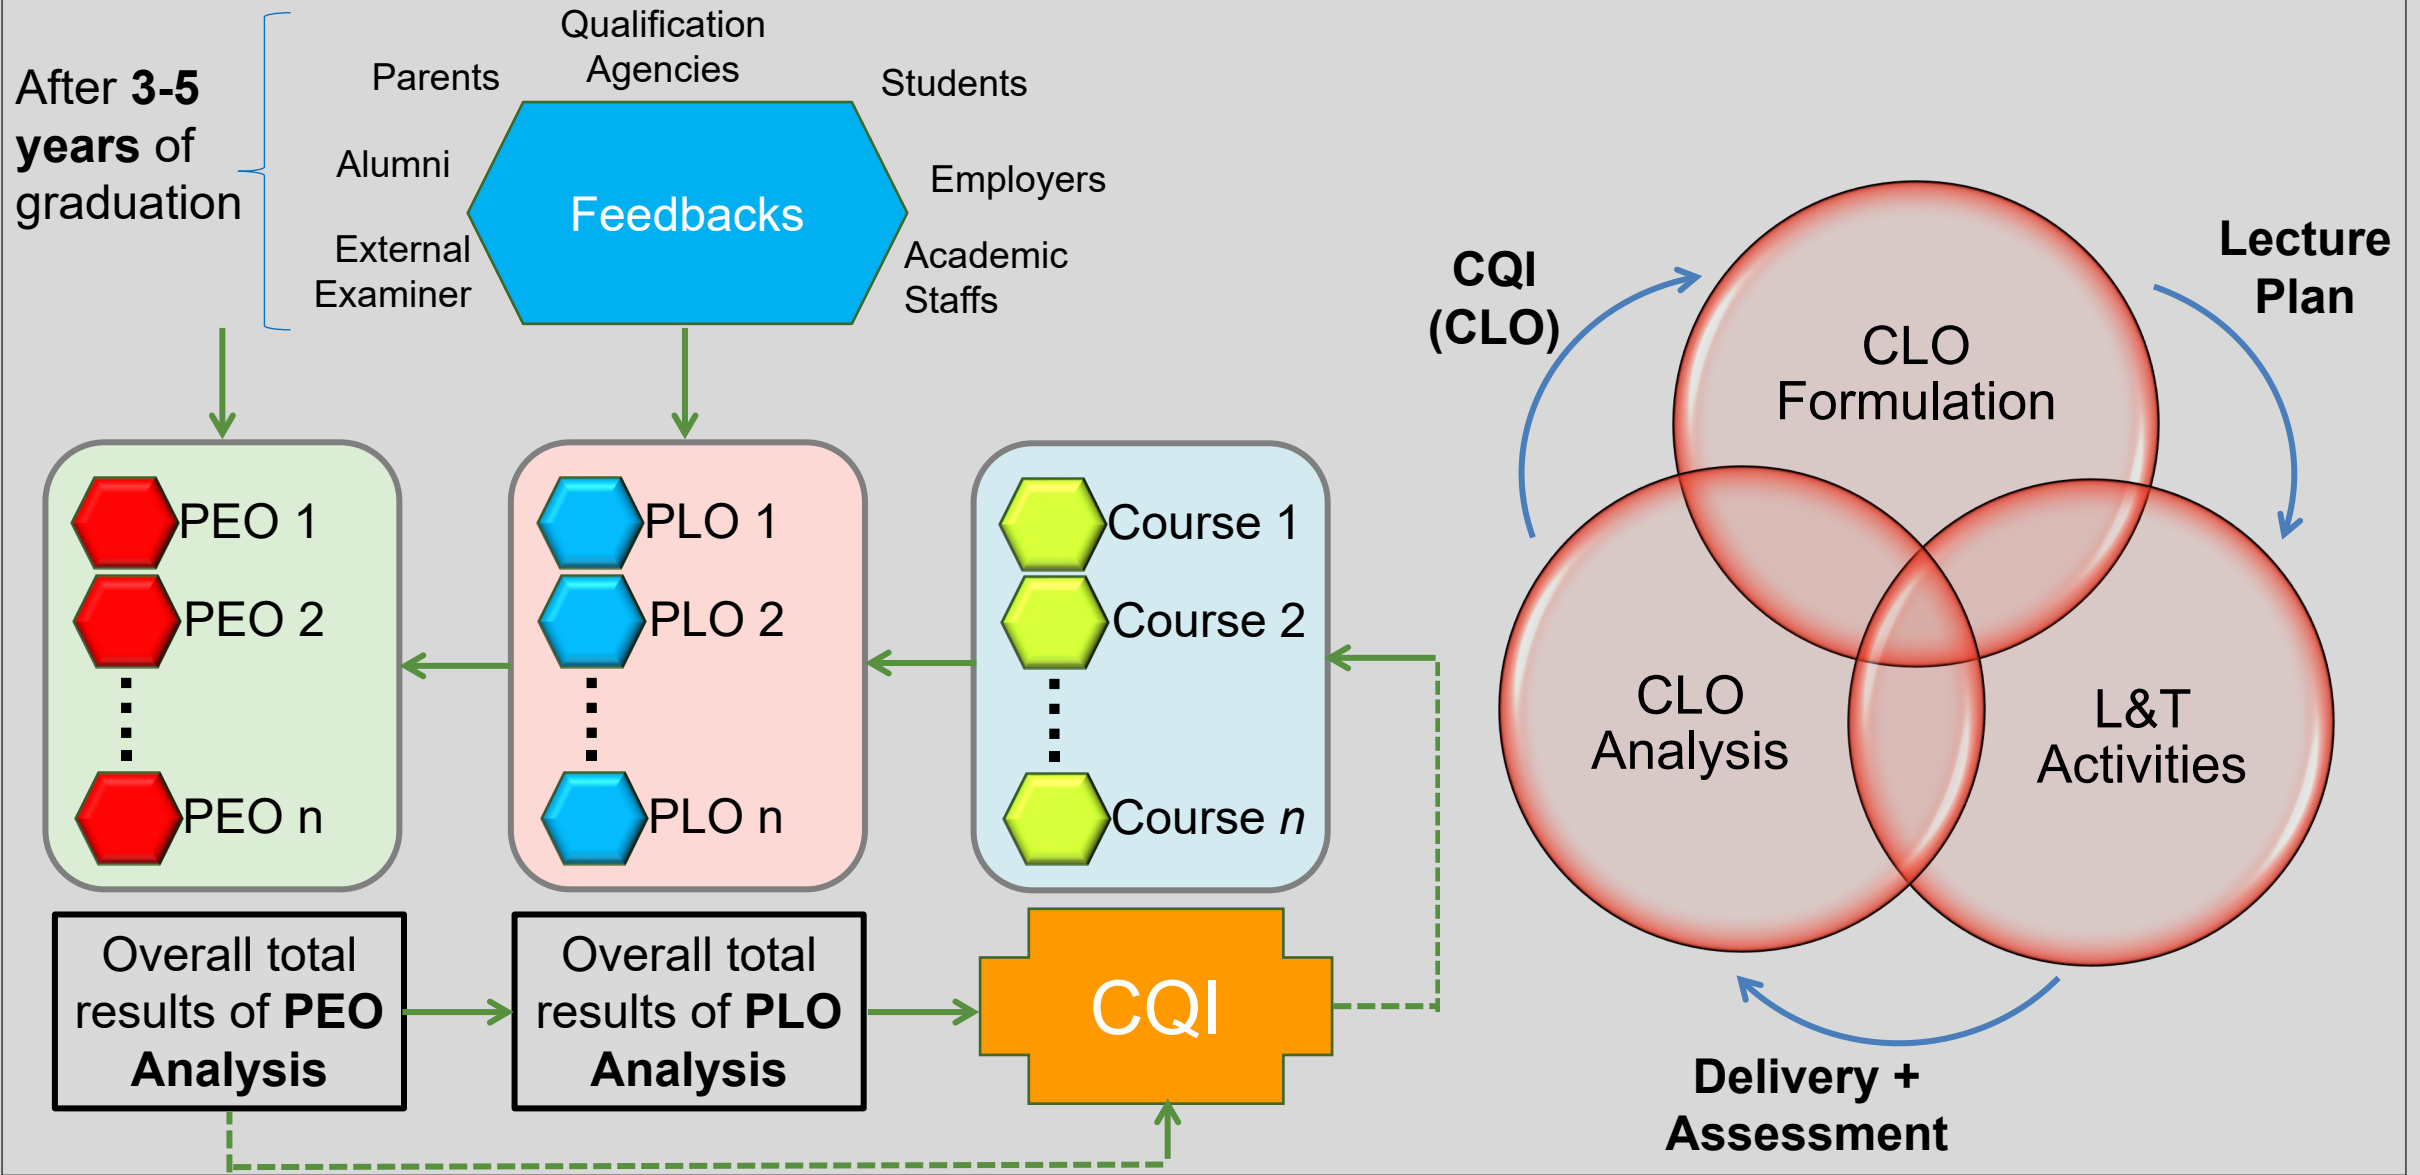 After 3-5
years of
graduation
Qualification
Agencies
Parents
Students
Alumni
Employers
External
Examiner
Academic
Staffs
Feedbacks
PEO 1
PEO 2
PEO n
PLO 1
PLO 2
PLO n
Course 1
Course 2
Course n
Overall total
results of PEO
Analysis
Overall total
results of PLO
Analysis
CQI
CQI
(CLO)
Lecture
Plan
CLO
Formulation
CLO
Analysis
L&T
Activities
Delivery +
Assessment